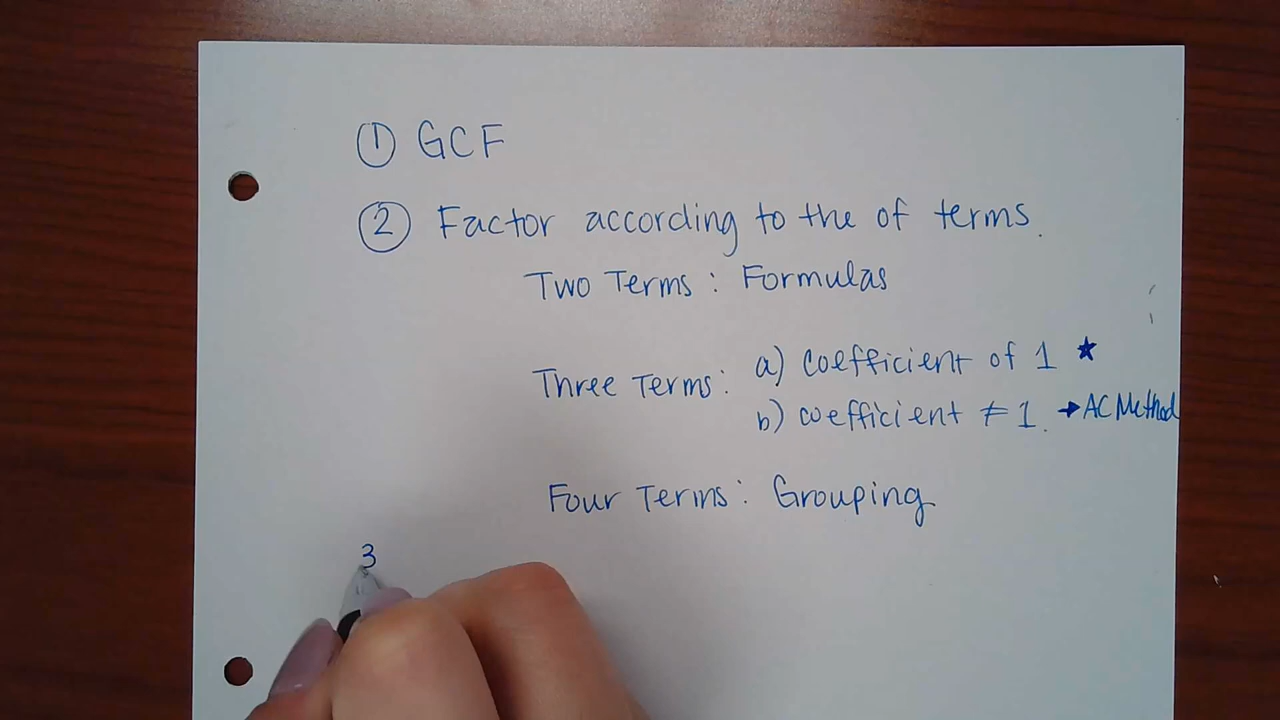 ① GCF
② Factor according to the of terms.
Two Terms: Formulas
Three Terms: a) coefficient of 1 ★
b) coefficient ≠ 1. → AC Method
Four Terms: Grouping
3